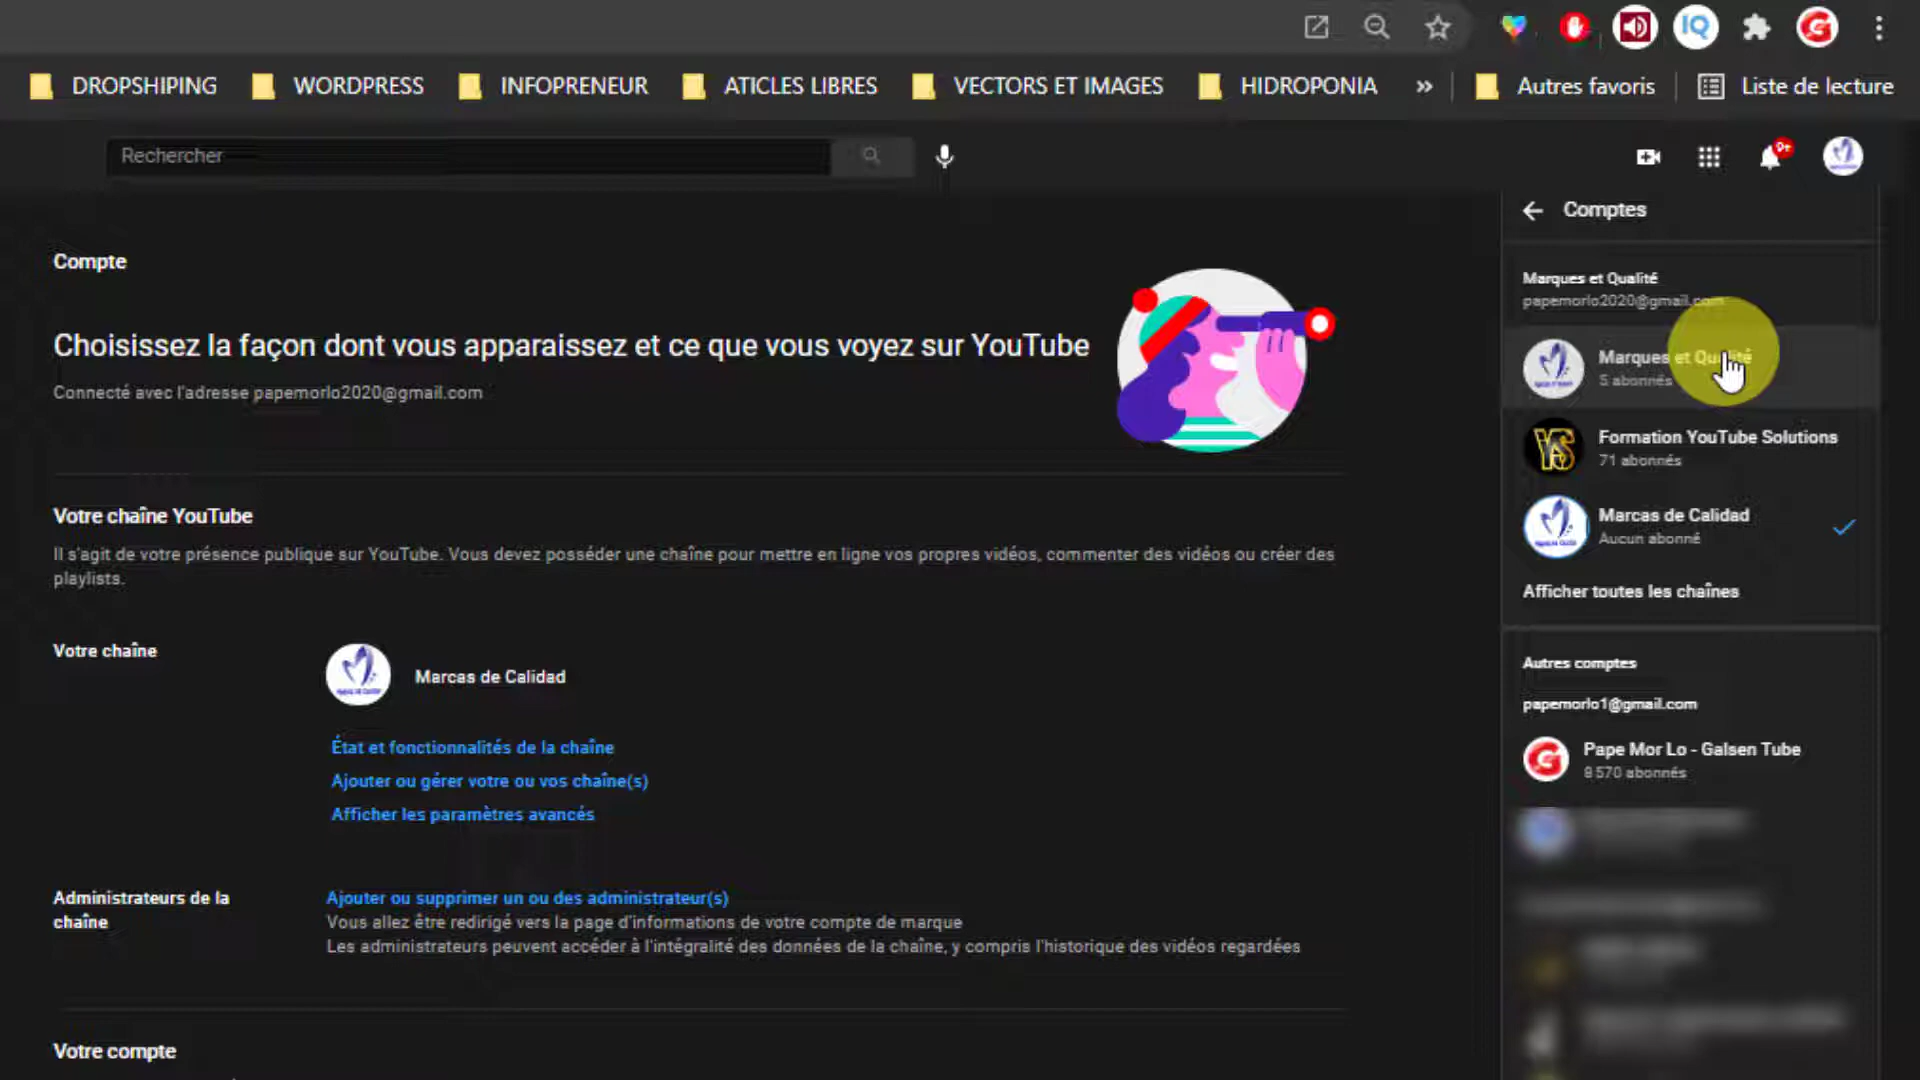 DROPSHIPING WORDPRESS INFOPRENEUR ATICLES LIBRES VECTORS ET IMAGES HIDROPONIA » Autres favoris Liste de lecture
Rechercher
9+
Comptes
Marques et Qualité
papemorlo2020@gmail.com
Marques et Qualité
5 abonnés
Formation YouTube Solutions
71 abonnés
Marcas de Calidad
Aucun abonné
Afficher toutes les chaînes
Autres comptes
papemorlo1@gmail.com
Pape Mor Lo - Galsen Tube
8 570 abonnés
Compte
Choisissez la façon dont vous apparaissez et ce que vous voyez sur YouTube
Connecté avec l'adresse papemorlo2020@gmail.com
Votre chaîne YouTube
Il s'agit de votre présence publique sur YouTube. Vous devez posséder une chaîne pour mettre en ligne vos propres vidéos, commenter des vidéos ou créer des
playlists.
Votre chaîne
Marcas de Calidad
État et fonctionnalités de la chaîne
Ajouter ou gérer votre ou vos chaîne(s)
Afficher les paramètres avancés
Administrateurs de la
chaîne
Ajouter ou supprimer un ou des administrateur(s)
Vous allez être redirigé vers la page d'informations de votre compte de marque
Les administrateurs peuvent accéder à l'intégralité des données de la chaîne, y compris l'historique des vidéos regardées
Votre compte